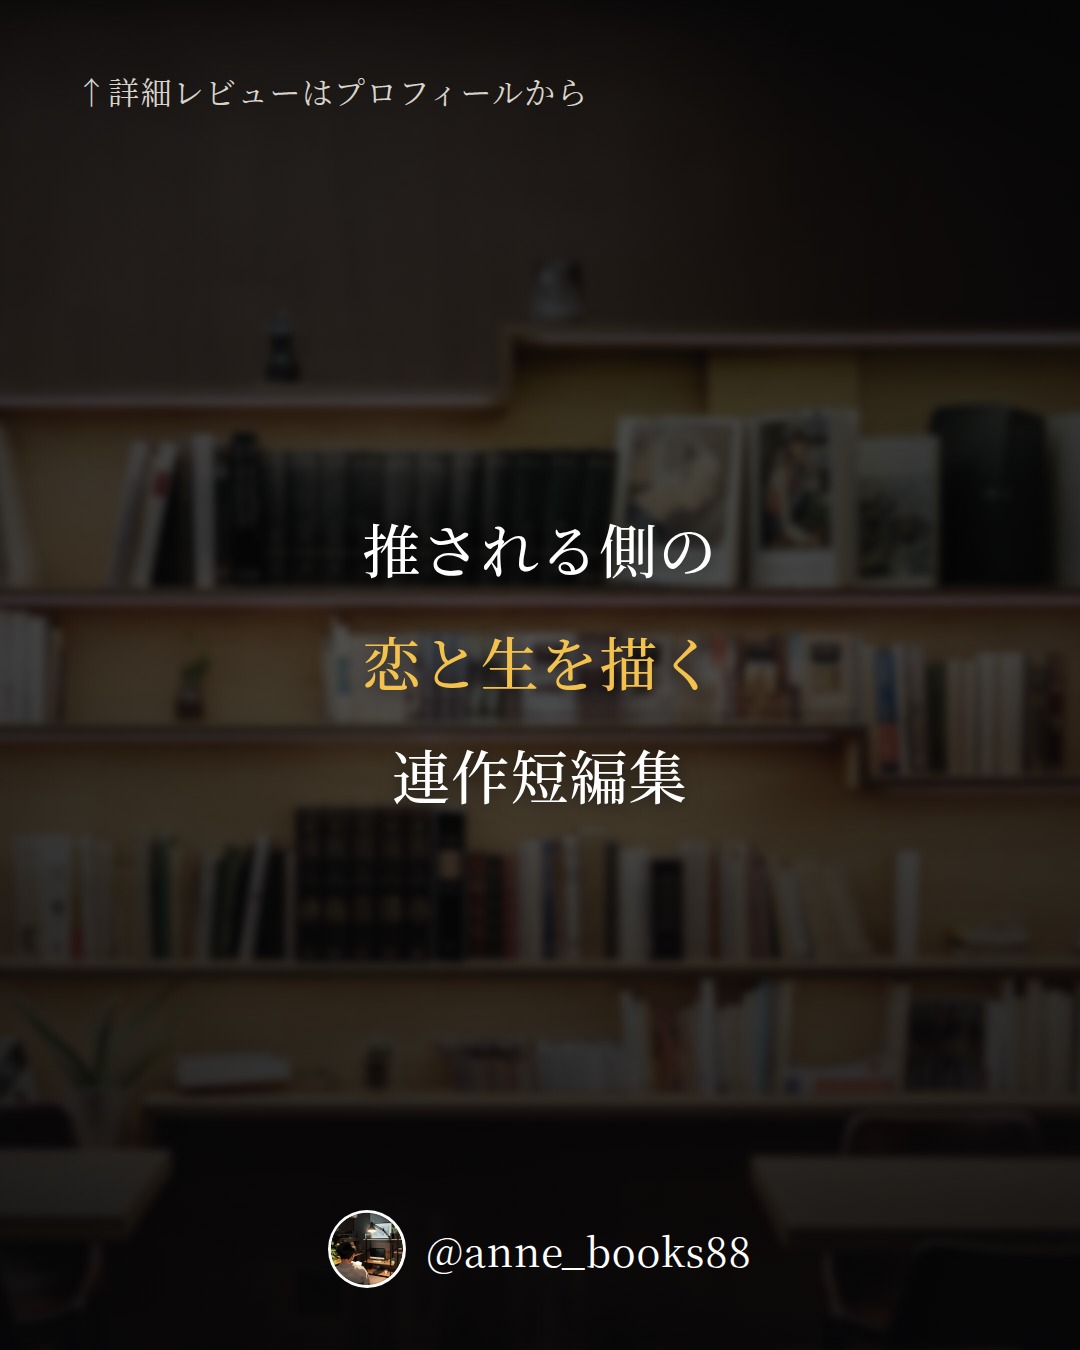 ↑詳細レビューはプロフィールから
推される側の
恋と生を描く
連作短編集
@anne_books88